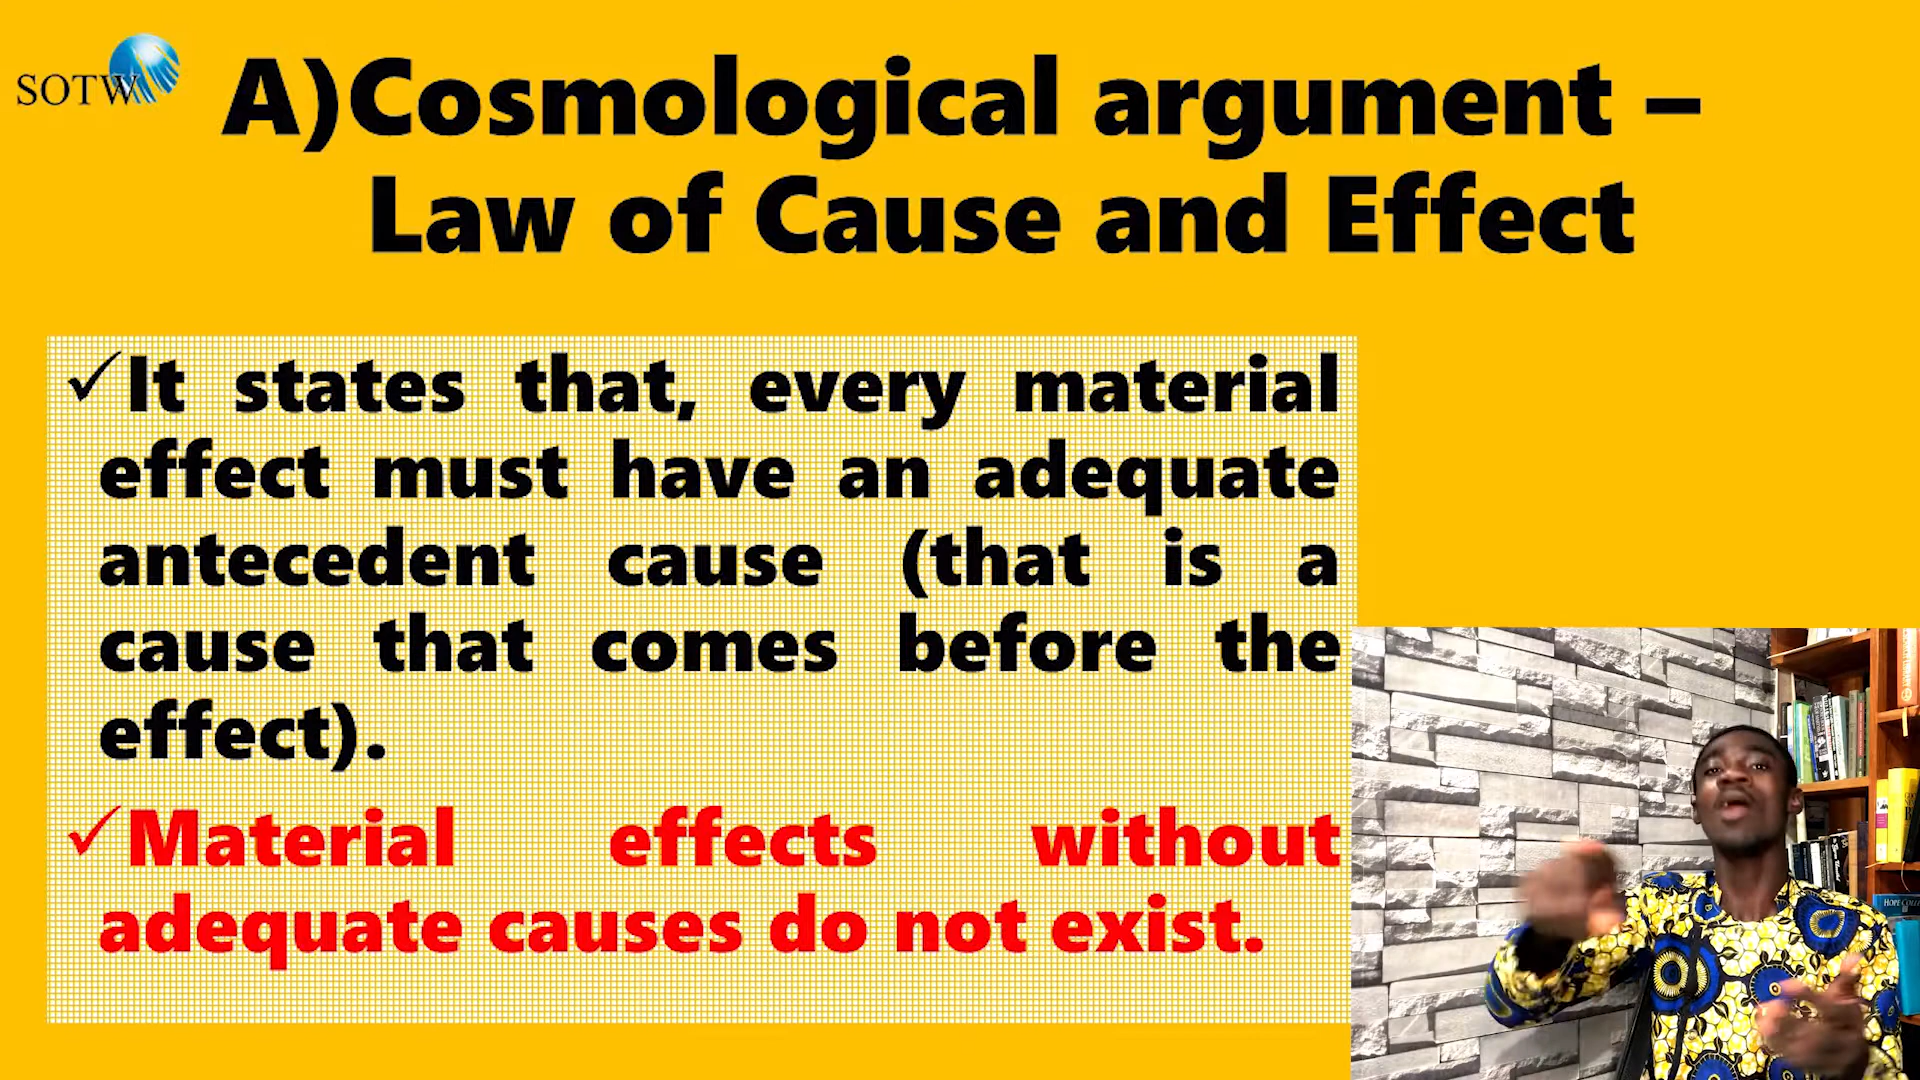 SOTW
A)Cosmological argument –
Law of Cause and Effect
✓It states that, every material
effect must have an adequate
antecedent cause (that is a
cause that comes before the
effect).
✓Material effects without
adequate causes do not exist.